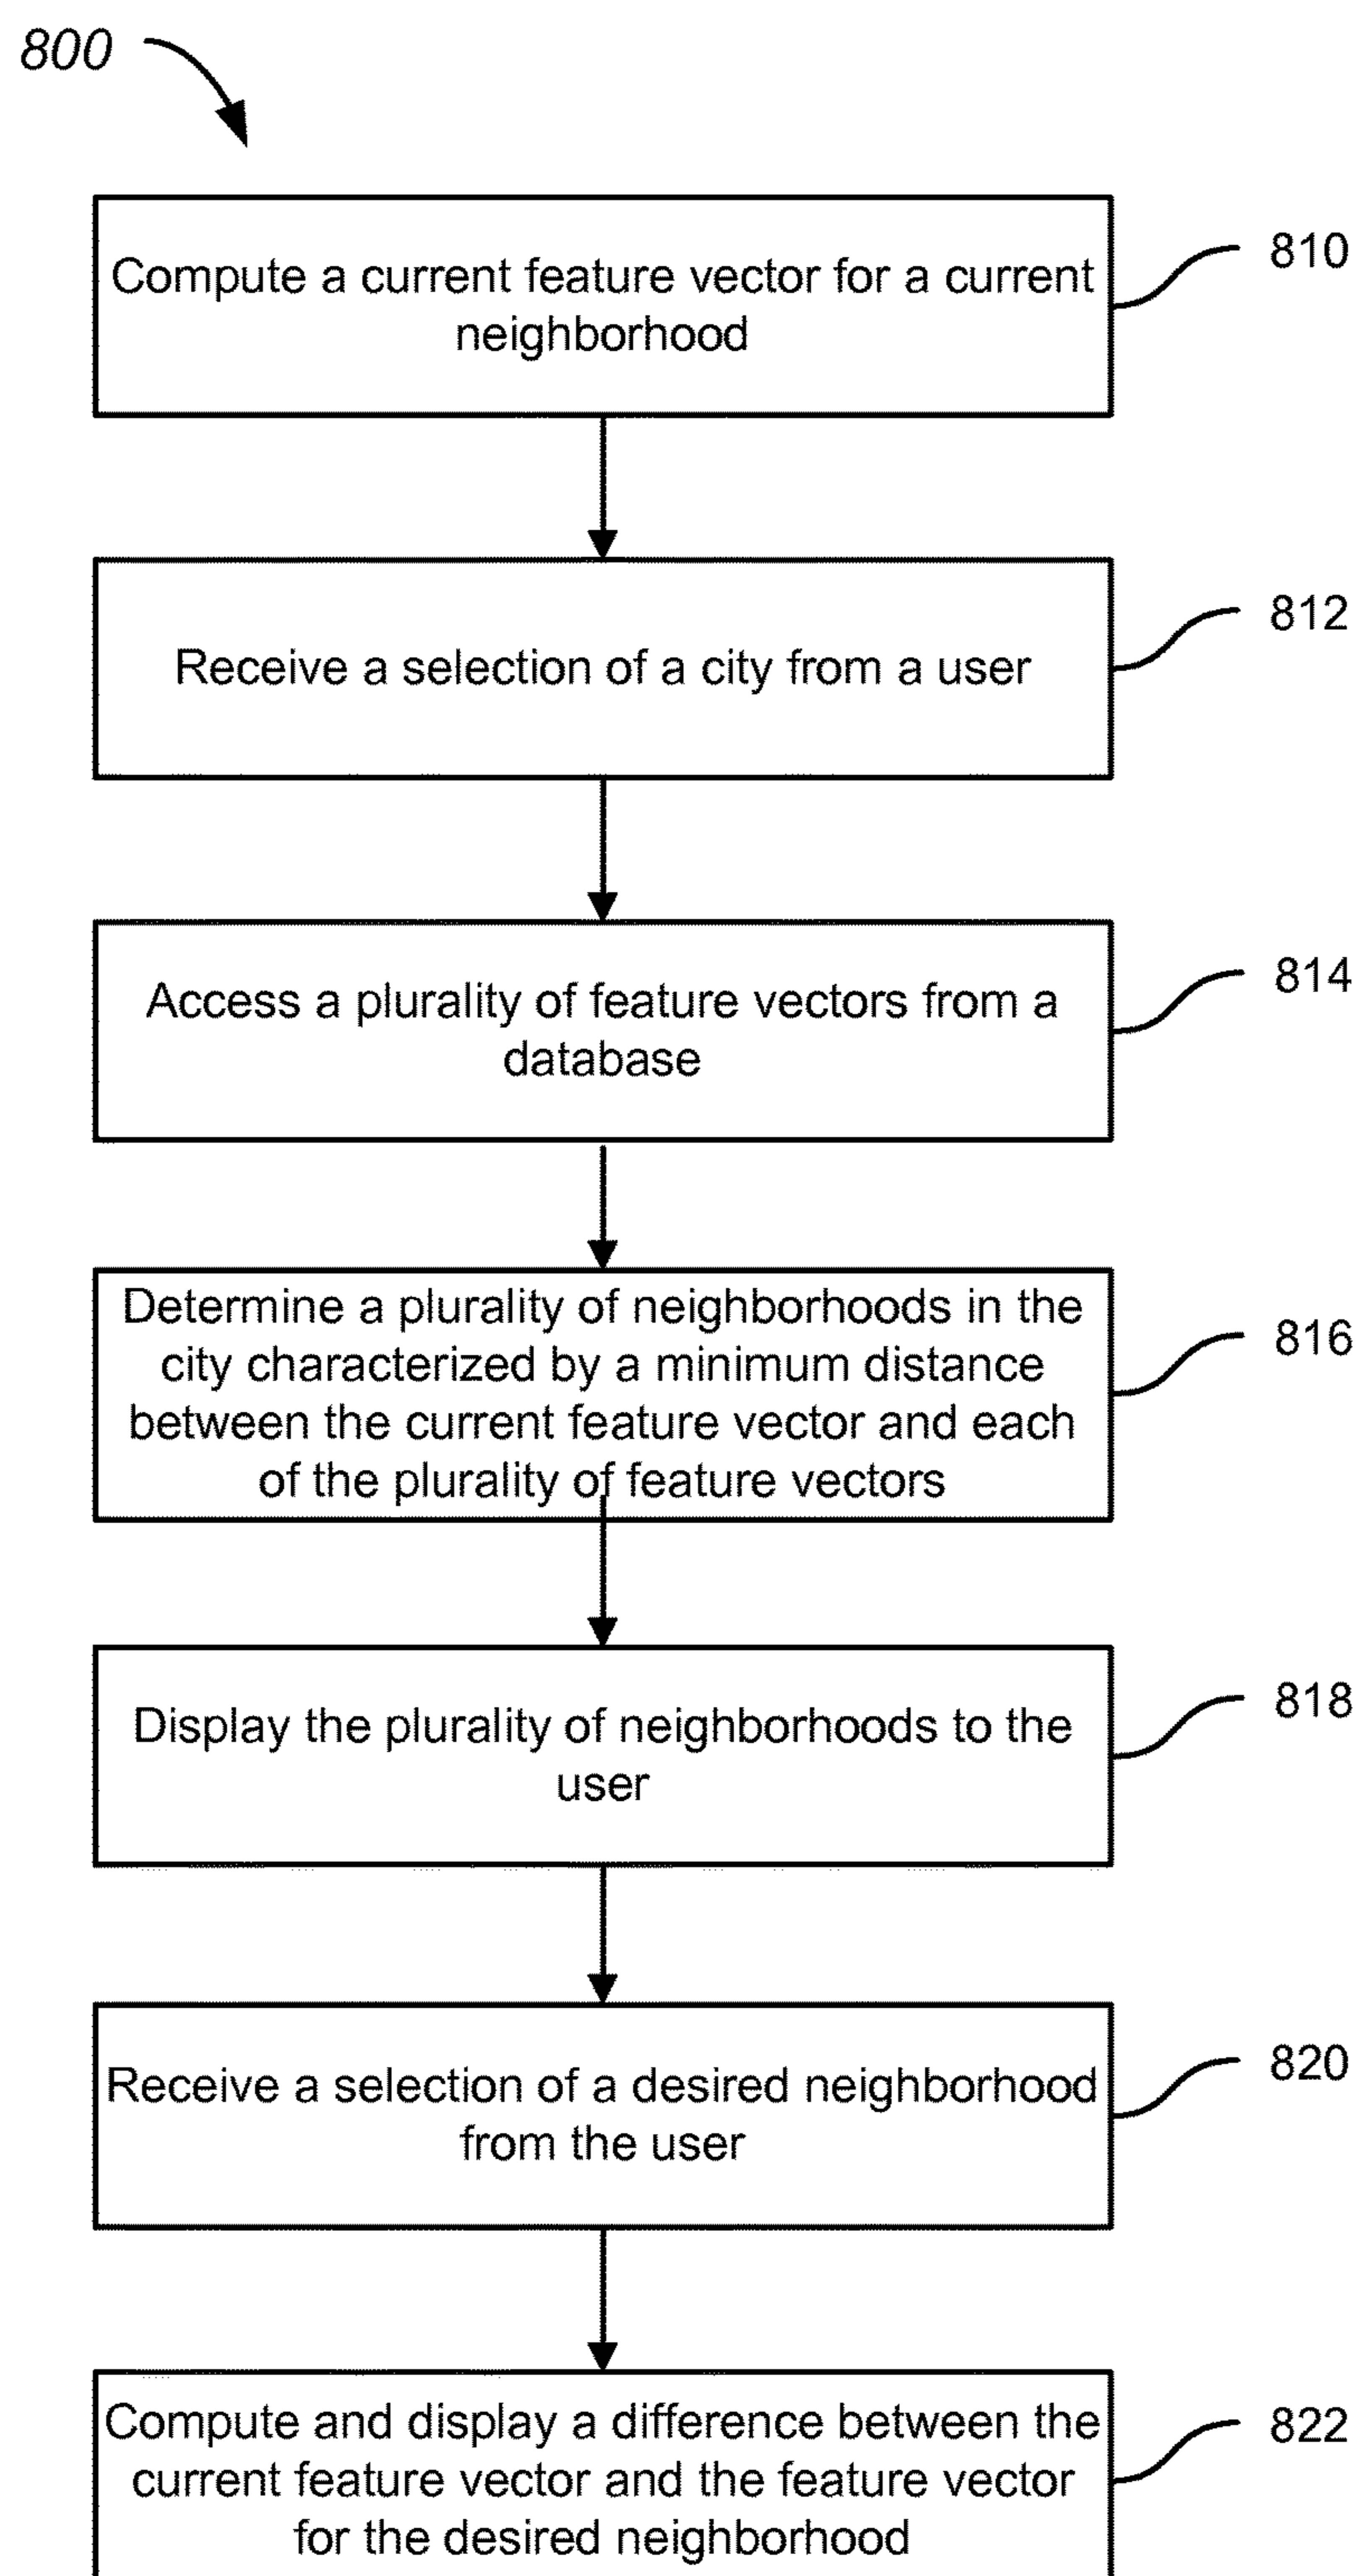 800
Compute a current feature vector for a current
neighborhood
810
Receive a selection of a city from a user
812
Access a plurality of feature vectors from a
database
814
Determine a plurality of neighborhoods in the
city characterized by a minimum distance
between the current feature vector and each
of the plurality of feature vectors
816
Display the plurality of neighborhoods to the
user
818
Receive a selection of a desired neighborhood
from the user
820
Compute and display a difference between the
current feature vector and the feature vector
for the desired neighborhood
822